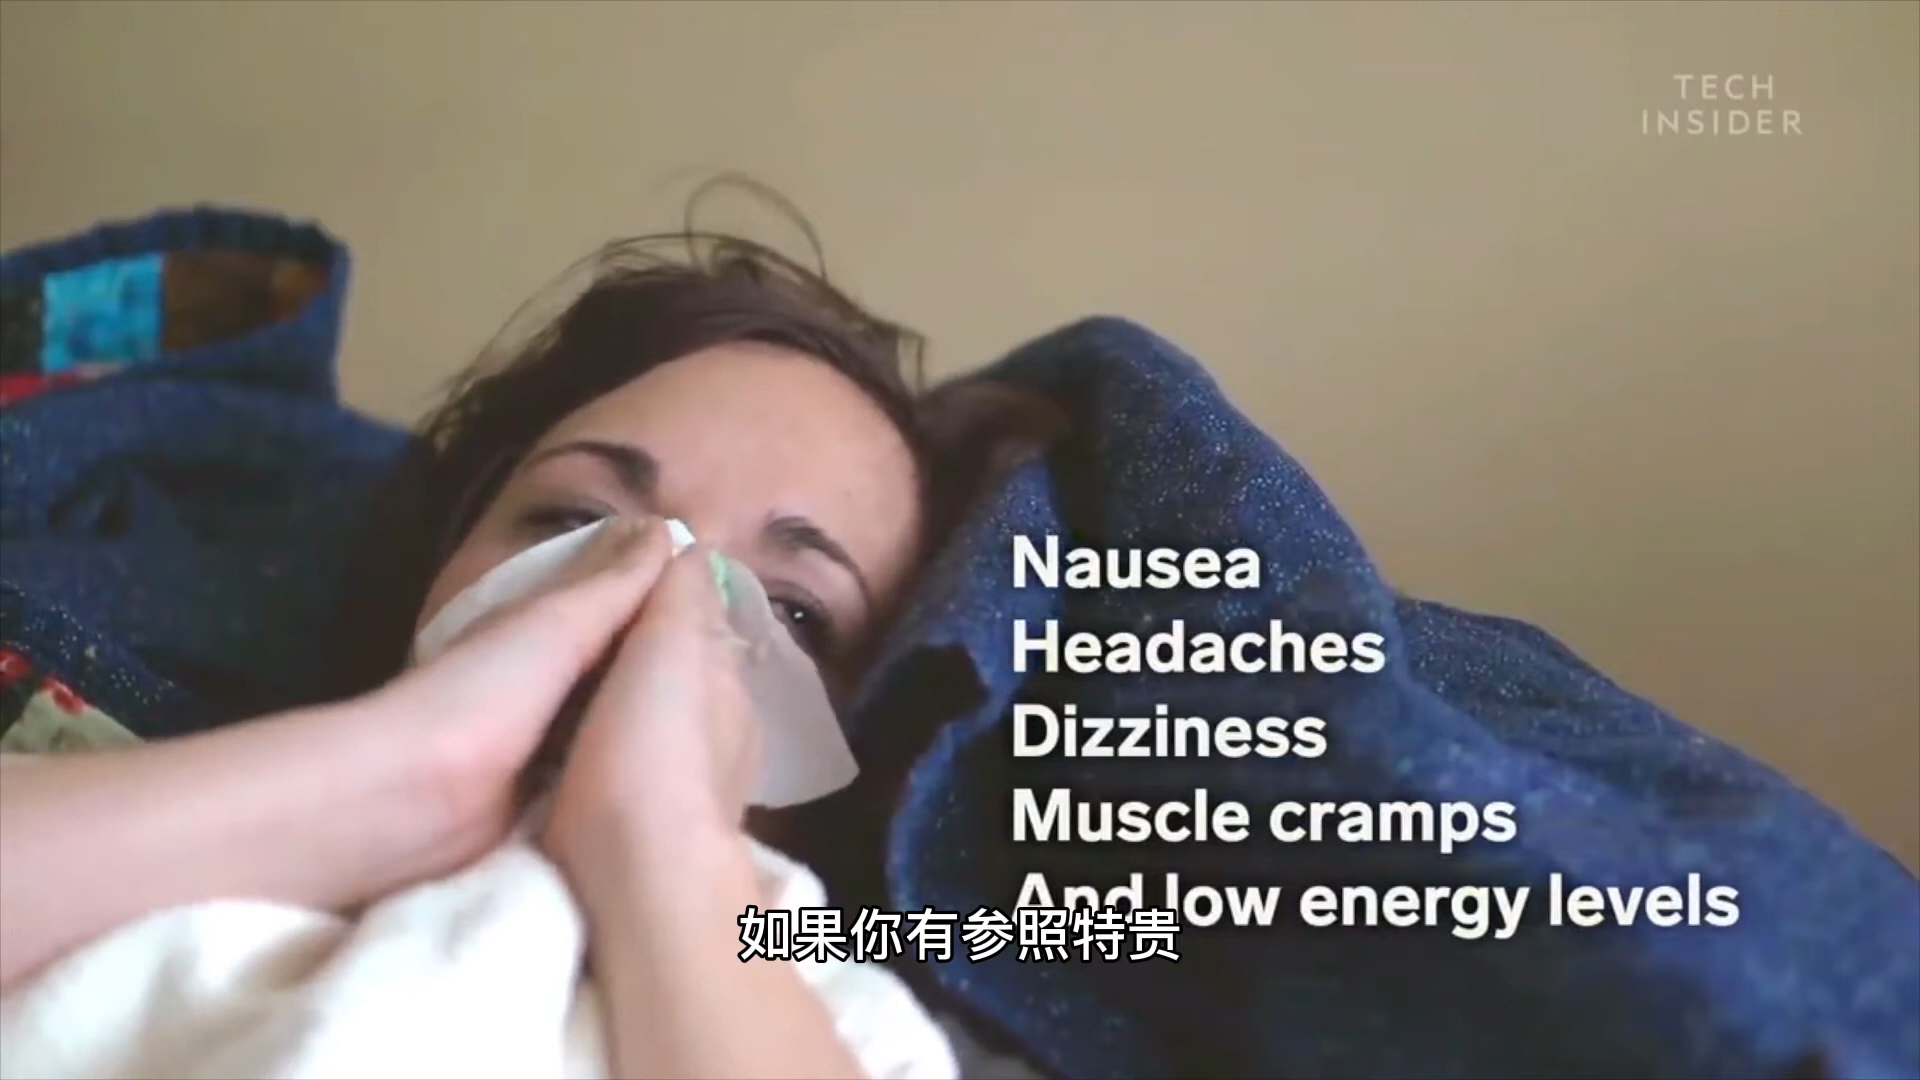 TECH
INSIDER
Nausea
Headaches
Dizziness
Muscle cramps
And low energy levels
如果你有参照特贵